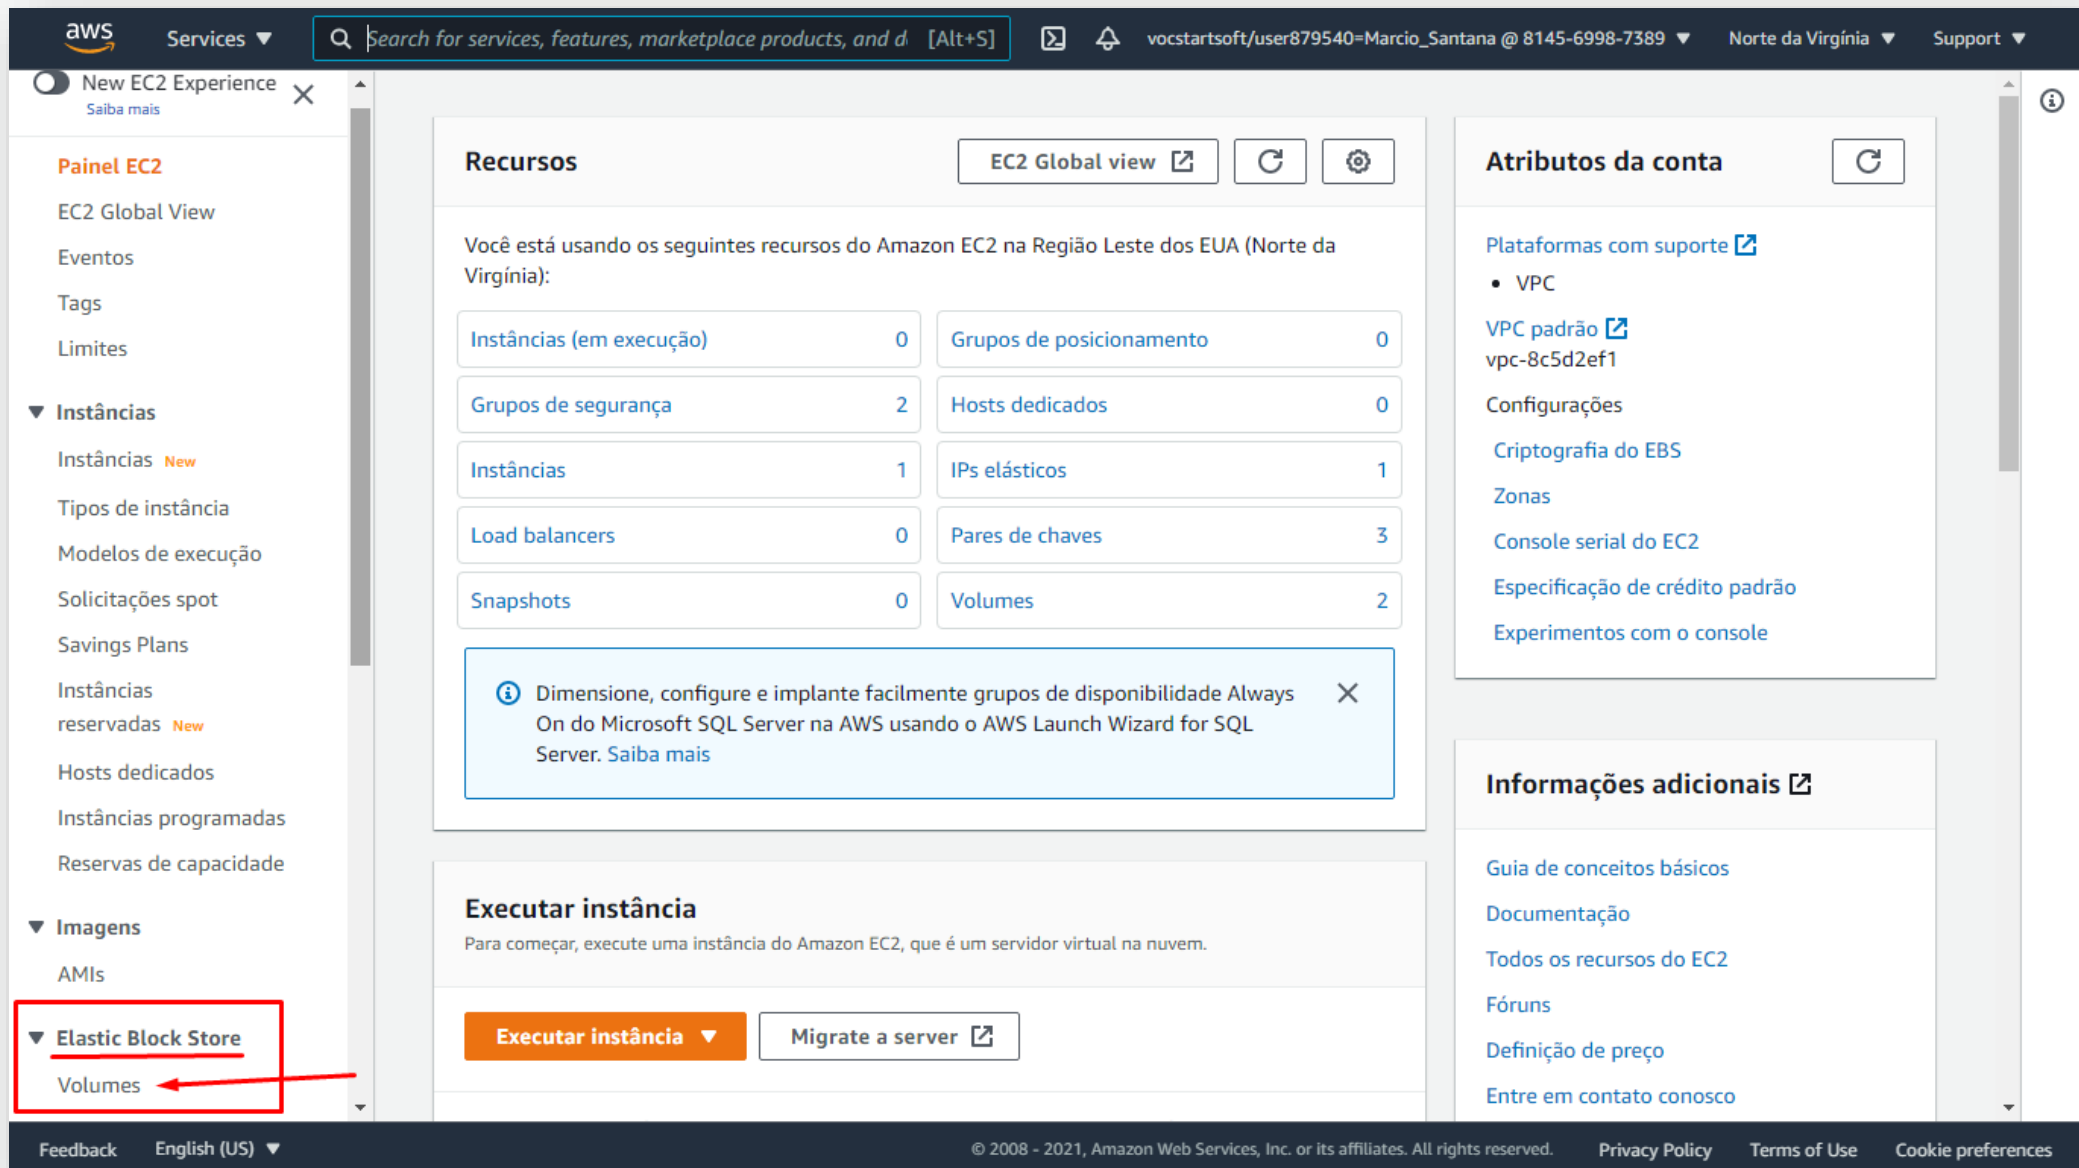 aws
Services ▼
Search for services, features, marketplace products, and d [Alt+S]
vocstartsoft/user879540=Marcio_Santana @ 8145-6998-7389 ▼
Norte da Virgínia ▼
Support ▼
New EC2 Experience
Saiba mais
Painel EC2
EC2 Global View
Eventos
Tags
Limites
Instâncias
Instâncias New
Tipos de instância
Modelos de execução
Solicitações spot
Savings Plans
Instâncias
reservadas New
Hosts dedicados
Instâncias programadas
Reservas de capacidade
Imagens
AMIs
Elastic Block Store
Volumes
Recursos
EC2 Global view
Você está usando os seguintes recursos do Amazon EC2 na Região Leste dos EUA (Norte da
Virgínia):
Instâncias (em execução) 0
Grupos de posicionamento 0
Grupos de segurança 2
Hosts dedicados 0
Instâncias 1
IPs elásticos 1
Load balancers 0
Pares de chaves 3
Snapshots 0
Volumes 2
Dimensione, configure e implante facilmente grupos de disponibilidade Always
On do Microsoft SQL Server na AWS usando o AWS Launch Wizard for SQL
Server. Saiba mais
Executar instância
Para começar, execute uma instância do Amazon EC2, que é um servidor virtual na nuvem.
Executar instância ▼
Migrate a server
Atributos da conta
Plataformas com suporte
• VPC
VPC padrão
vpc-8c5d2ef1
Configurações
Criptografia do EBS
Zonas
Console serial do EC2
Especificação de crédito padrão
Experimentos com o console
Informações adicionais
Guia de conceitos básicos
Documentação
Todos os recursos do EC2
Fóruns
Definição de preço
Entre em contato conosco
Feedback
English (US) ▼
© 2008 - 2021, Amazon Web Services, Inc. or its affiliates. All rights reserved.
Privacy Policy
Terms of Use
Cookie preferences